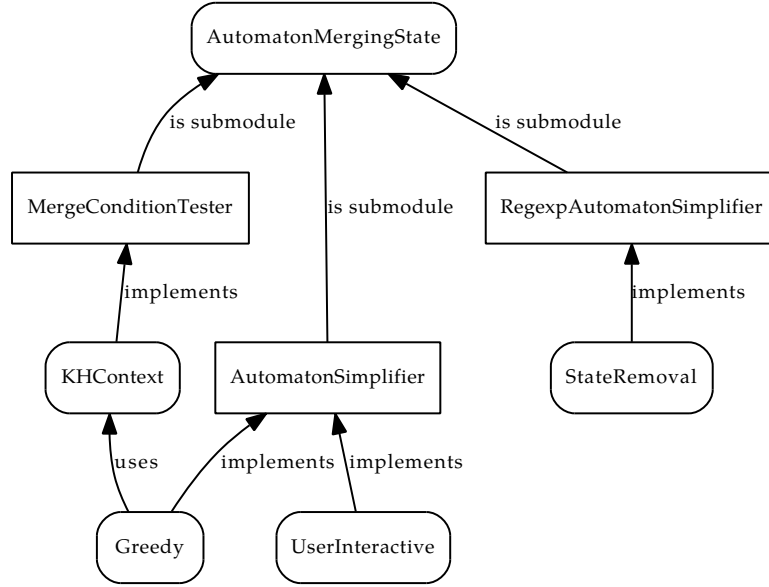 AutomatonMergingState
is submodule
is submodule
MergeConditionTester
is submodule
RegexpAutomatonSimplifier
implements
implements
KHContext
AutomatonSimplifier
StateRemoval
uses
implements
implements
Greedy
UserInteractive